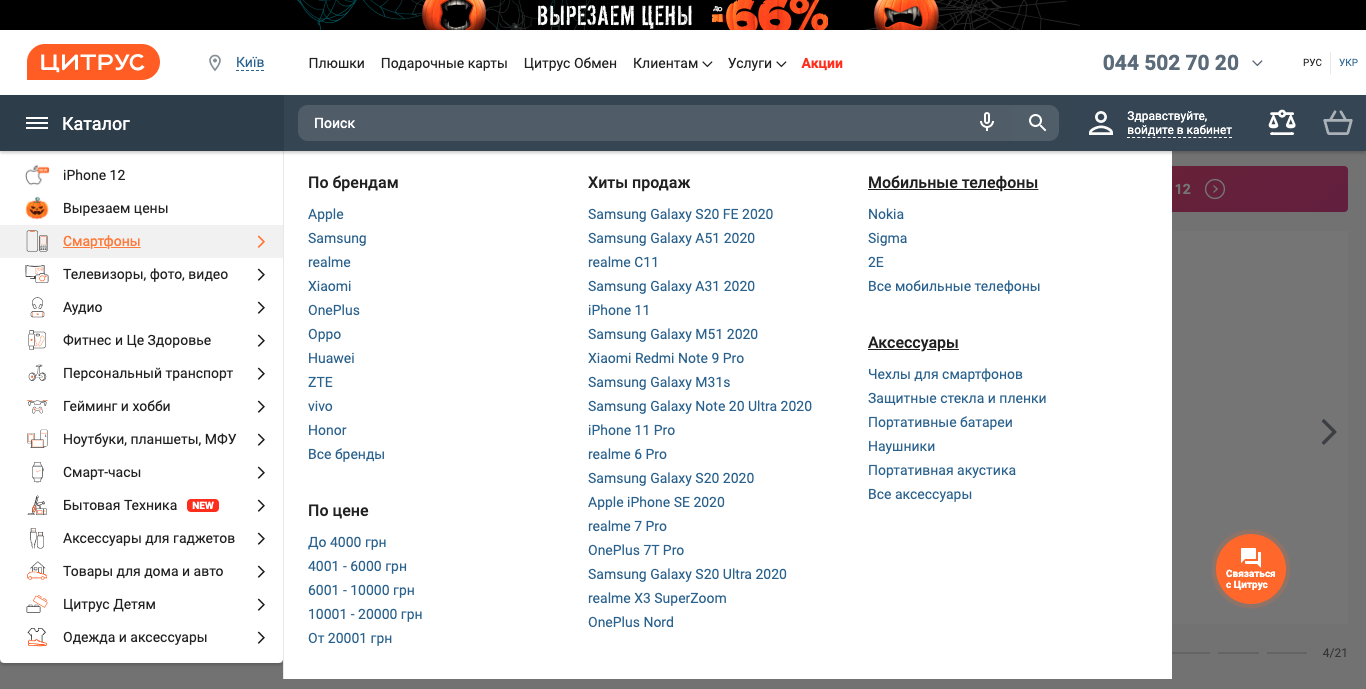 ВЫРЕЗАЕМ ЦЕНЫ до 66%
ЦИТРУС
Київ
Плюшки Подарочные карты Цитрус Обмен Клиентам Услуги Акции
044 502 70 20
РУС УКР
Каталог
Поиск
Здравствуйте,
войдите в кабинет
iPhone 12
Вырезаем цены
Смартфоны
Телевизоры, фото, видео
Аудио
Фитнес и Це Здоровье
Персональный транспорт
Гейминг и хобби
Ноутбуки, планшеты, МФУ
Смарт-часы
Бытовая Техника NEW
Аксессуары для гаджетов
Товары для дома и авто
Цитрус Детям
Одежда и аксессуары
По брендам
Apple
Samsung
realme
Xiaomi
OnePlus
Oppo
Huawei
ZTE
vivo
Honor
Все бренды
По цене
До 4000 грн
4001 - 6000 грн
6001 - 10000 грн
10001 - 20000 грн
От 20001 грн
Хиты продаж
Samsung Galaxy S20 FE 2020
Samsung Galaxy A51 2020
realme C11
Samsung Galaxy A31 2020
iPhone 11
Samsung Galaxy M51 2020
Xiaomi Redmi Note 9 Pro
Samsung Galaxy M31s
Samsung Galaxy Note 20 Ultra 2020
iPhone 11 Pro
realme 6 Pro
Samsung Galaxy S20 2020
Apple iPhone SE 2020
realme 7 Pro
OnePlus 7T Pro
Samsung Galaxy S20 Ultra 2020
realme X3 SuperZoom
OnePlus Nord
Мобильные телефоны
Nokia
Sigma
2E
Все мобильные телефоны
Аксессуары
Чехлы для смартфонов
Защитные стекла и пленки
Портативные батареи
Наушники
Портативная акустика
Все аксессуары
12
Связаться
с Цитрус
4/21